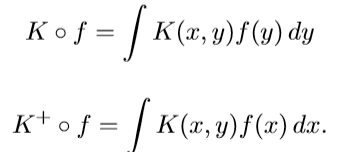 K ∘ f = ∫ K(x, y)f(y) dy
K⁺ ∘ f = ∫ K(x, y)f(x) dx.